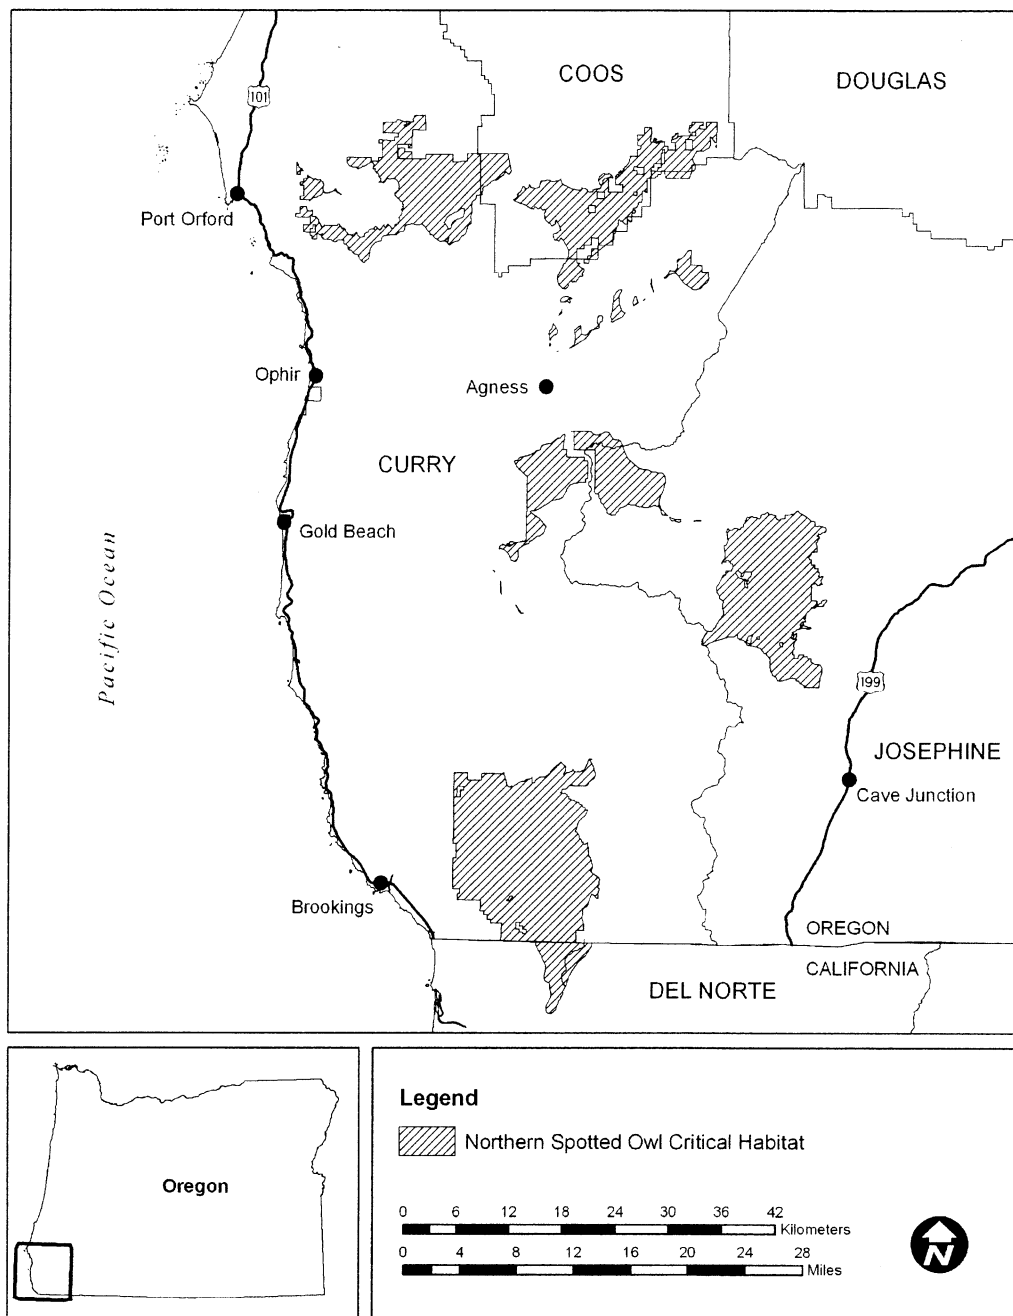 COOS
DOUGLAS
101
Port Orford
Ophir
Agness
CURRY
Gold Beach
Pacific Ocean
199
JOSEPHINE
Cave Junction
Brookings
OREGON
CALIFORNIA
DEL NORTE
Oregon
Legend
Northern Spotted Owl Critical Habitat
0 6 12 18 24 30 36 42
Kilometers
0 4 8 12 16 20 24 28
Miles
N